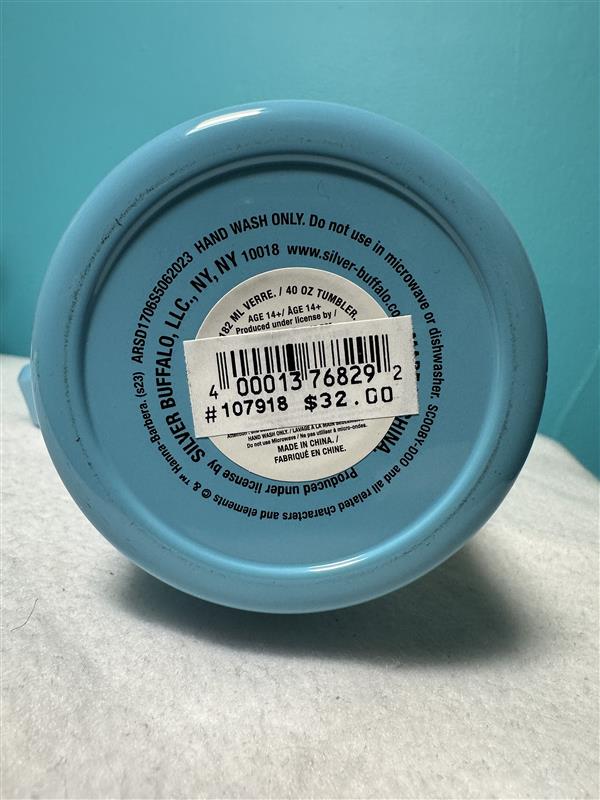 ARSD1706S5062023 HAND WASH ONLY. Do not use in microwave or dishwasher. SCOOBY-DOO and all related characters and elements © & ™ Hanna-Barbera. (s23)
Produced under license by SILVER BUFFALO, LLC., NY, NY 10018 www.silver-buffalo.co
CHINA.
182 ML VERRE. / 40 OZ TUMBLER.
AGE 14+/ ÂGE 14+
Produced under license by /
4 00013 76829 2
#107918 $32.00
HAND WASH ONLY. / LAVAGE A LA MAIN
Do not use Microwave / Ne pas utiliser à micro-ondes.
MADE IN CHINA. /
FABRIQUÉ EN CHINE.